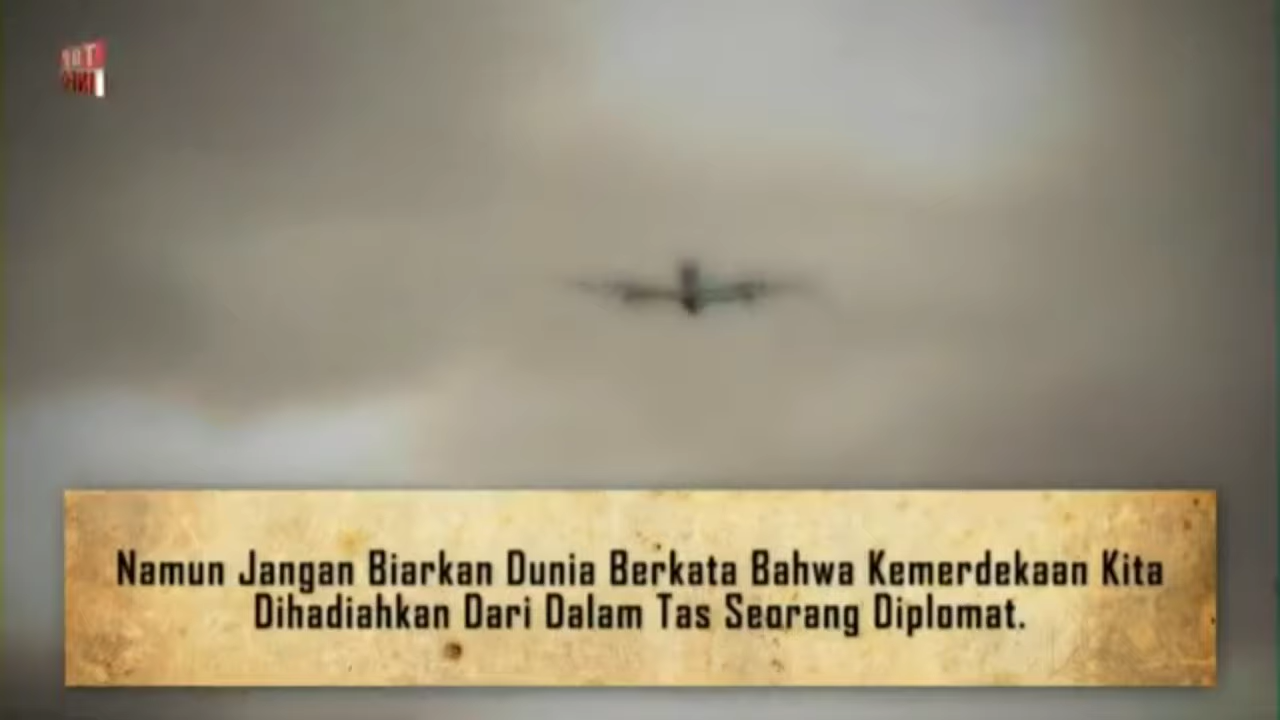 Namun Jangan Biarkan Dunia Berkata Bahwa Kemerdekaan Kita
Dihadiahkan Dari Dalam Tas Seorang Diplomat.